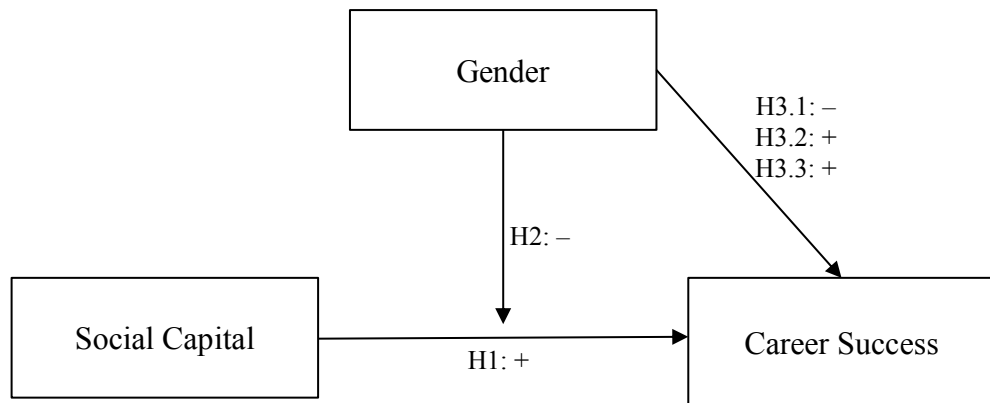 Gender
H3.1: –
H3.2: +
H3.3: +
H2: –
Social Capital
H1: +
Career Success